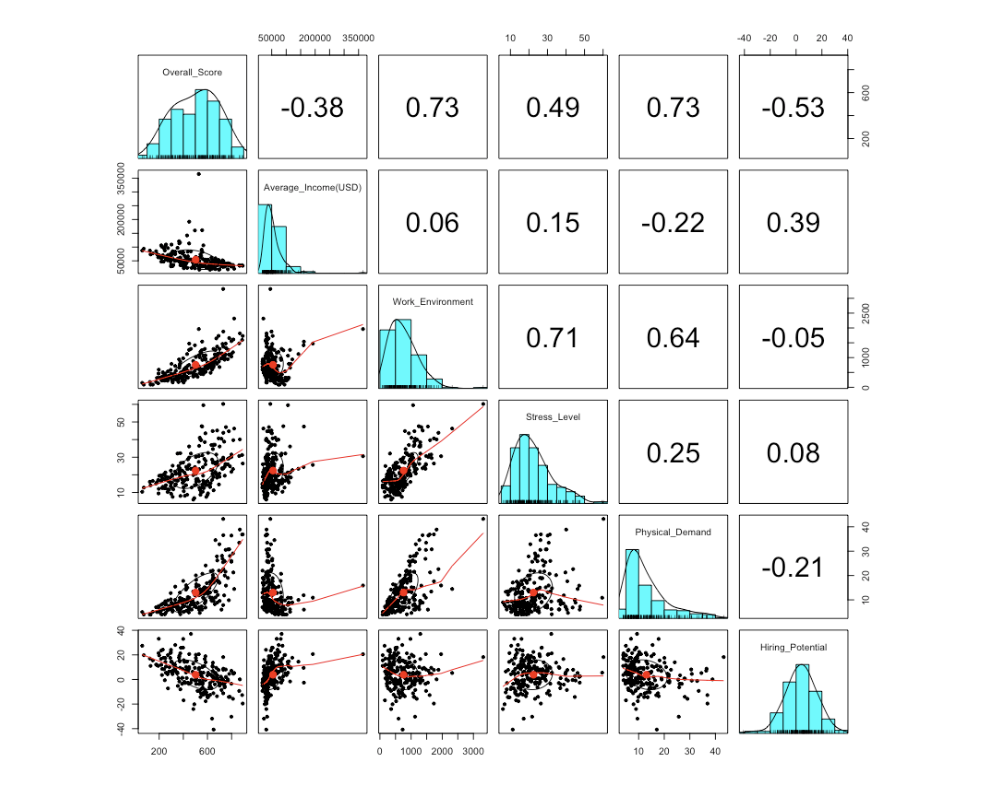 50000 200000 350000 10 30 50 -40 -20 0 20 40
Overall_Score -0.38 0.73 0.49 0.73 -0.53 200 600
50000 200000 350000 Average_Income(USD) 0.06 0.15 -0.22 0.39
Work_Environment 0.71 0.64 -0.05 0 1000 2500
10 30 50 Stress_Level 0.25 0.08
Physical_Demand -0.21 10 20 30 40
-40 -20 0 20 40 Hiring_Potential
200 600 0 1000 2000 3000 10 20 30 40